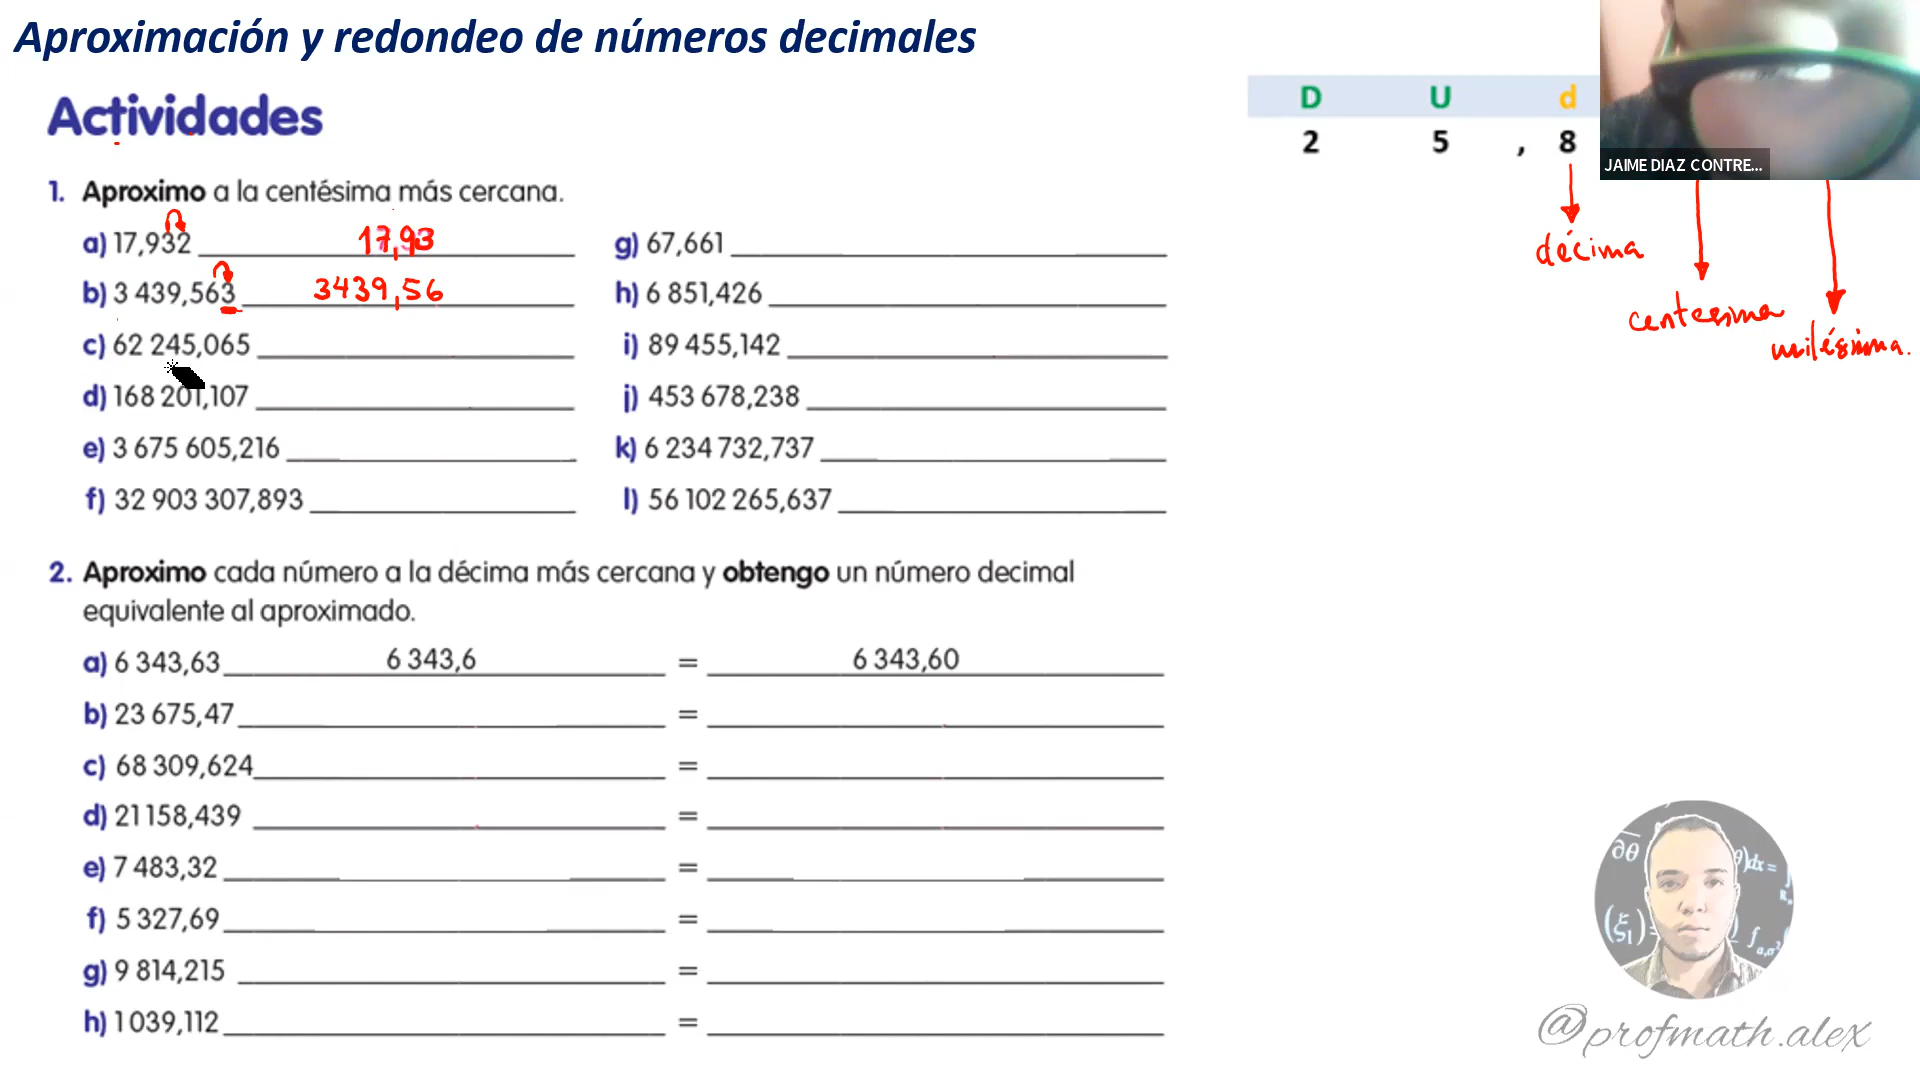 Aproximación y redondeo de números decimales
Actividades
D U d
2 5 , 8
JAIME DIAZ CONTRE...
décima
centesima
milésima.
1. Aproximo a la centésima más cercana.
a) 17,932 17,93
b) 3 439,563 3439,56
c) 62 245,065
d) 168 201,107
e) 3 675 605,216
f) 32 903 307,893
g) 67,661
h) 6 851,426
i) 89 455,142
j) 453 678,238
k) 6 234 732,737
l) 56 102 265,637
2. Aproximo cada número a la décima más cercana y obtengo un número decimal
equivalente al aproximado.
a) 6 343,63 6 343,6 = 6 343,60
b) 23 675,47 =
c) 68 309,624 =
d) 21 158,439 =
e) 7 483,32 =
f) 5 327,69 =
g) 9 814,215 =
h) 1 039,112 =
@profmath.alex